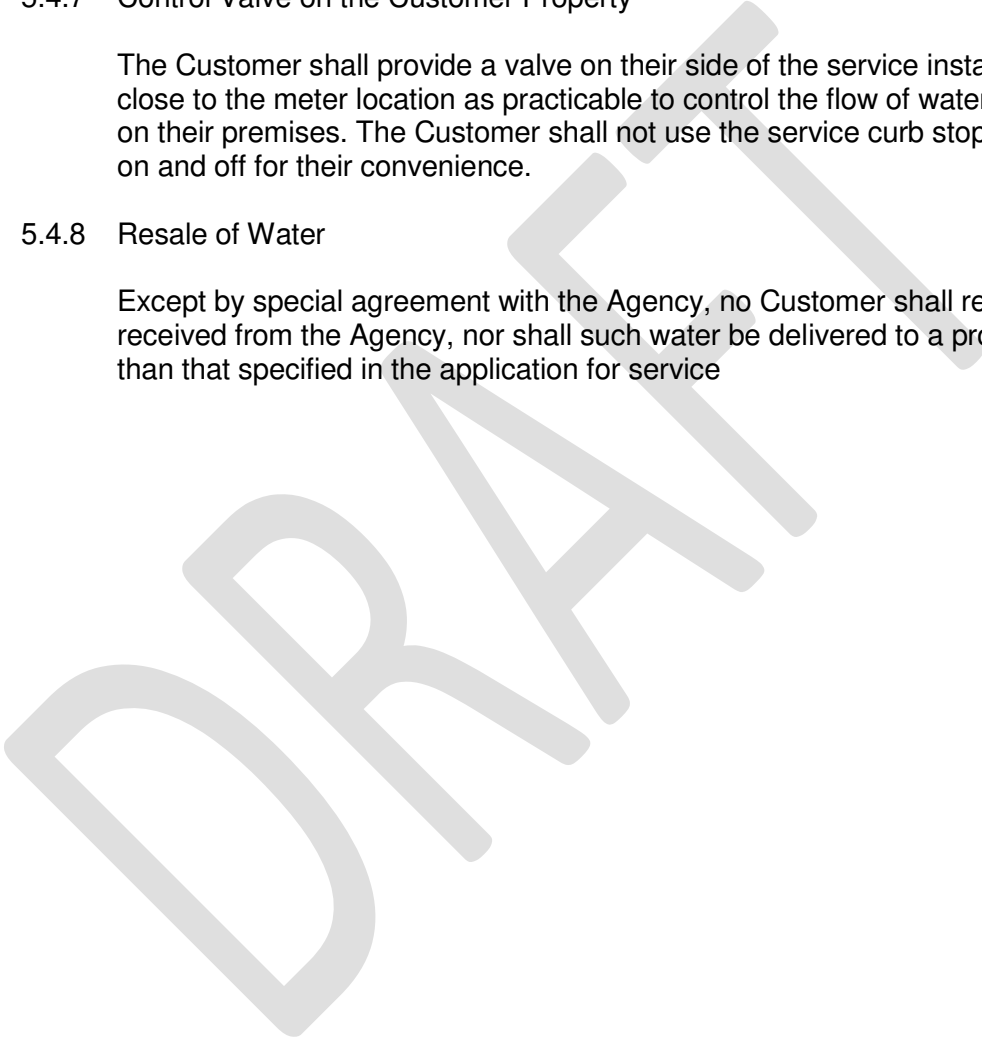 5.4.7 Control Valve on the Customer Property
The Customer shall provide a valve on their side of the service
close to the meter location as practicable to control the flow of water
on their premises. The Customer shall not use the service curb stop
on and off for their convenience.
5.4.8 Resale of Water
Except by special agreement with the Agency, no Customer shall
received from the Agency, nor shall such water be delivered to a
than that specified in the application for service
DRAFT